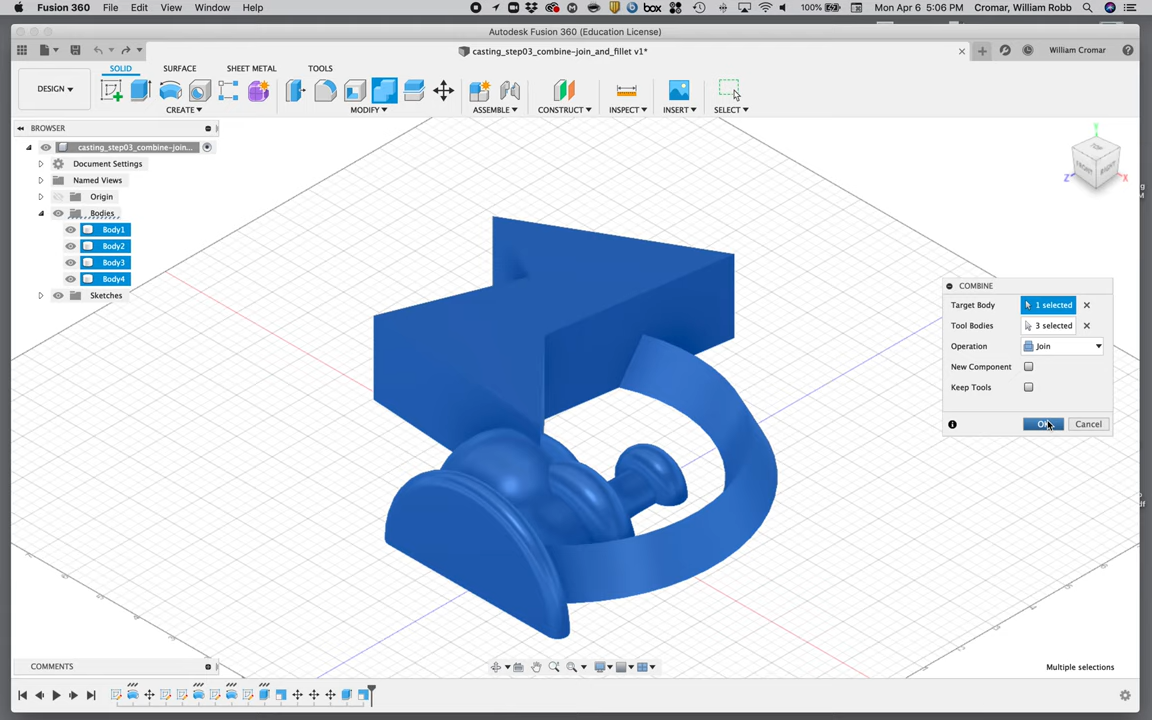 Fusion 360 File Edit View Window Help 100% Mon Apr 6 5:06 PM Cromar, William Robb
Autodesk Fusion 360 (Education License)
casting_step03_combine-join_and_fillet v1* William Cromar
SOLID SURFACE SHEET METAL TOOLS
DESIGN
CREATE MODIFY ASSEMBLE CONSTRUCT INSPECT INSERT SELECT
BROWSER
casting_step03_combine-join...
Document Settings
Named Views
Origin
Bodies
Body1
Body2
Body3
Body4
Sketches
TOP
FRONT RIGHT
Y
Z X
COMBINE
Target Body 1 selected
Tool Bodies 3 selected
Operation Join
New Component
Keep Tools
OK Cancel
COMMENTS
Multiple selections